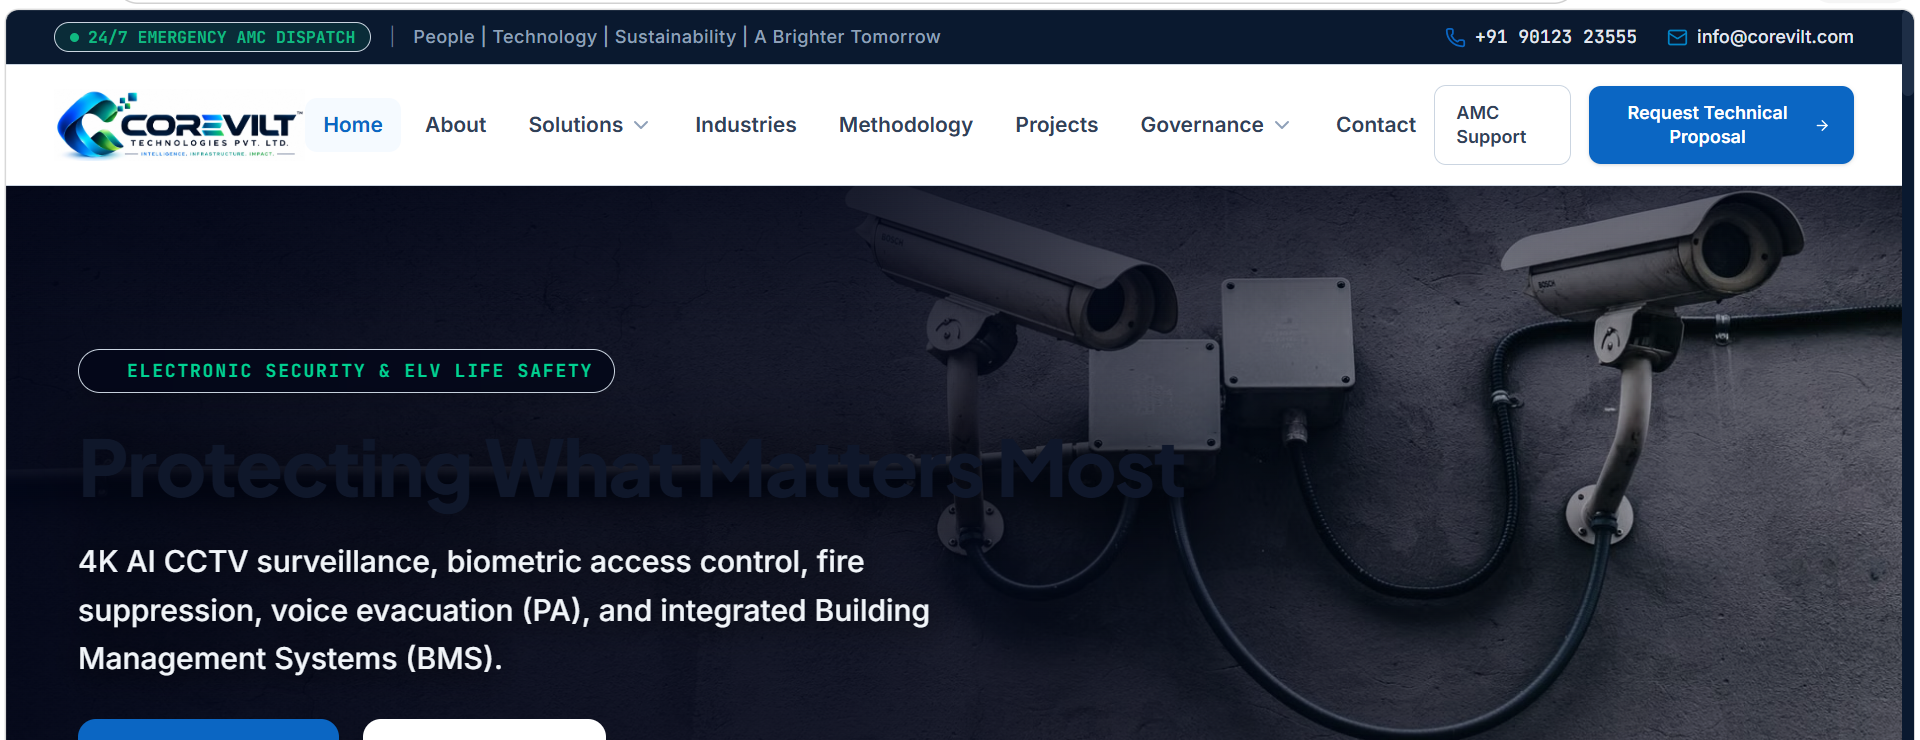 24/7 EMERGENCY AMC DISPATCH
People | Technology | Sustainability | A Brighter Tomorrow
+91 90123 23555
info@corevilt.com
COREVILT™
TECHNOLOGIES PVT. LTD.
INTELLIGENCE. INFRASTRUCTURE. IMPACT.
Home
About
Solutions
Industries
Methodology
Projects
Governance
Contact
AMC
Support
Request Technical
Proposal
BOSCH
BOSCH
ELECTRONIC SECURITY & ELV LIFE SAFETY
Protecting What Matters Most
4K AI CCTV surveillance, biometric access control, fire
suppression, voice evacuation (PA), and integrated Building
Management Systems (BMS).